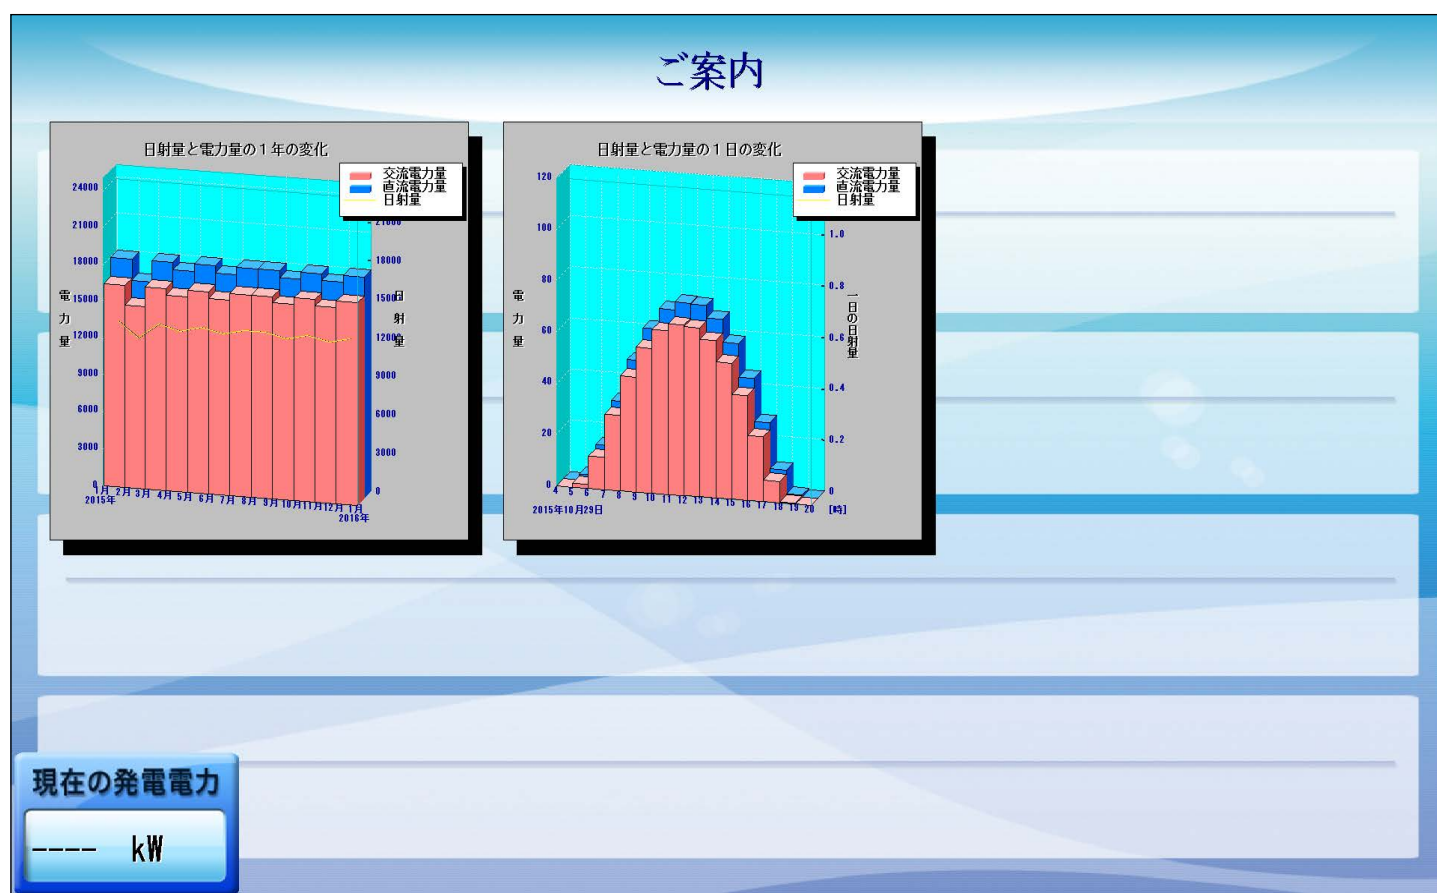 ご案内
日射量と電力量の１年の変化
交流電力量
直流電力量
日射量
24000
21000
18000
15000
12000
9000
6000
3000
0
電力量
21000
18000
15000
12000
9000
6000
3000
0
日射量
1月 2月 3月 4月 5月 6月 7月 8月 9月 10月 11月 12月 1月
2015年
2016年
日射量と電力量の１日の変化
交流電力量
直流電力量
日射量
120
100
80
60
40
20
0
電力量
1.0
0.8
0.6
0.4
0.2
0
一日の日射量
4 5 6 7 8 9 10 11 12 13 14 15 16 17 18 19 20 [時]
2015年10月29日
現在の発電電力
---- kW